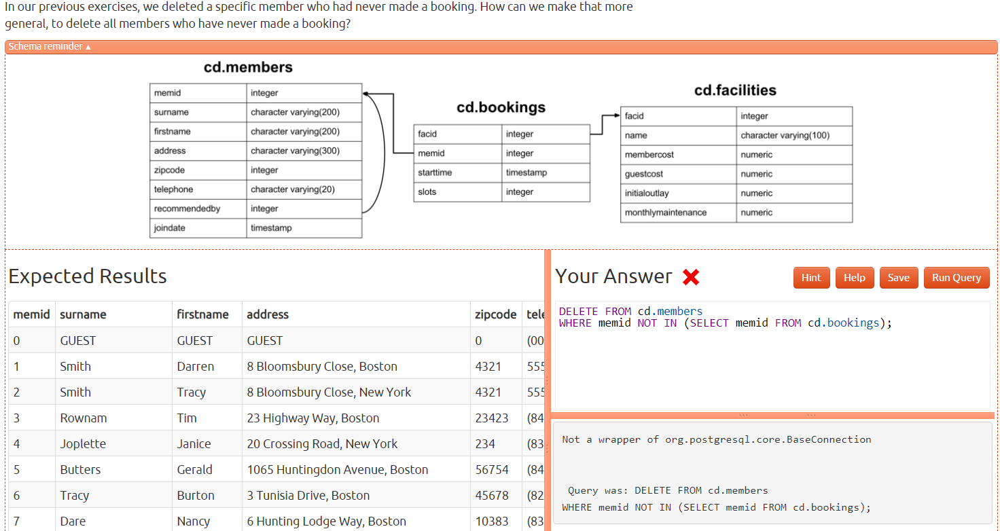 In our previous exercises, we deleted a specific member who had never made a booking. How can we make that more
general, to delete all members who have never made a booking?
Schema reminder ▲
cd.members
memid integer
surname character varying(200)
firstname character varying(200)
address character varying(300)
zipcode integer
telephone character varying(20)
recommendedby integer
joindate timestamp
cd.bookings
facid integer
memid integer
starttime timestamp
slots integer
cd.facilities
facid integer
name character varying(100)
membercost numeric
guestcost numeric
initialoutlay numeric
monthlymaintenance numeric
Expected Results
memid surname firstname address zipcode tele
0 GUEST GUEST GUEST 0 (00
1 Smith Darren 8 Bloomsbury Close, Boston 4321 555
2 Smith Tracy 8 Bloomsbury Close, New York 4321 555
3 Rownam Tim 23 Highway Way, Boston 23423 (84
4 Joplette Janice 20 Crossing Road, New York 234 (83
5 Butters Gerald 1065 Huntingdon Avenue, Boston 56754 (84
6 Tracy Burton 3 Tunisia Drive, Boston 45678 (82
7 Dare Nancy 6 Hunting Lodge Way, Boston 10383 (83
Your Answer
Hint Help Save Run Query
DELETE FROM cd.members
WHERE memid NOT IN (SELECT memid FROM cd.bookings);
Not a wrapper of org.postgresql.core.BaseConnection
Query was: DELETE FROM cd.members
WHERE memid NOT IN (SELECT memid FROM cd.bookings);